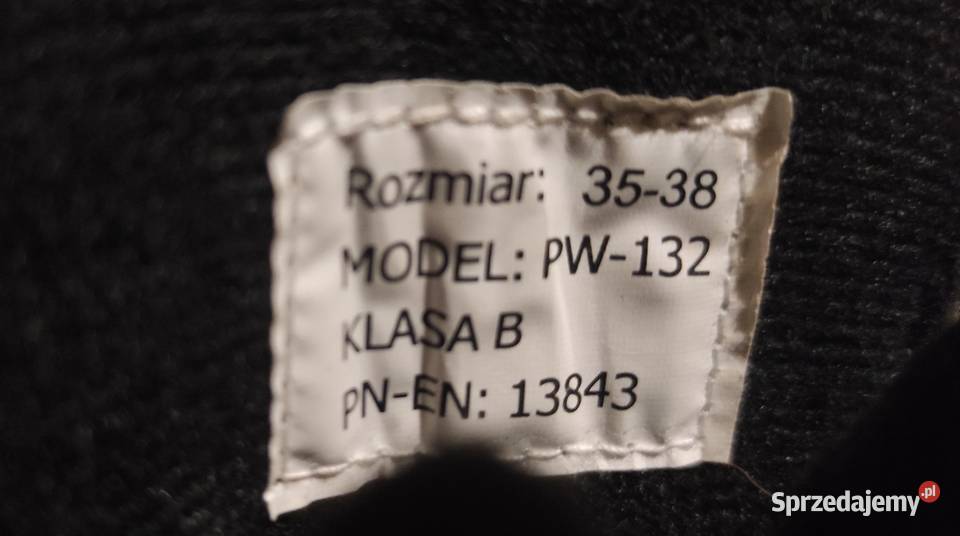 Rozmiar: 35-38
MODEL: PW-132
KLASA B
PN-EN: 13843
Sprzedajemy.pl